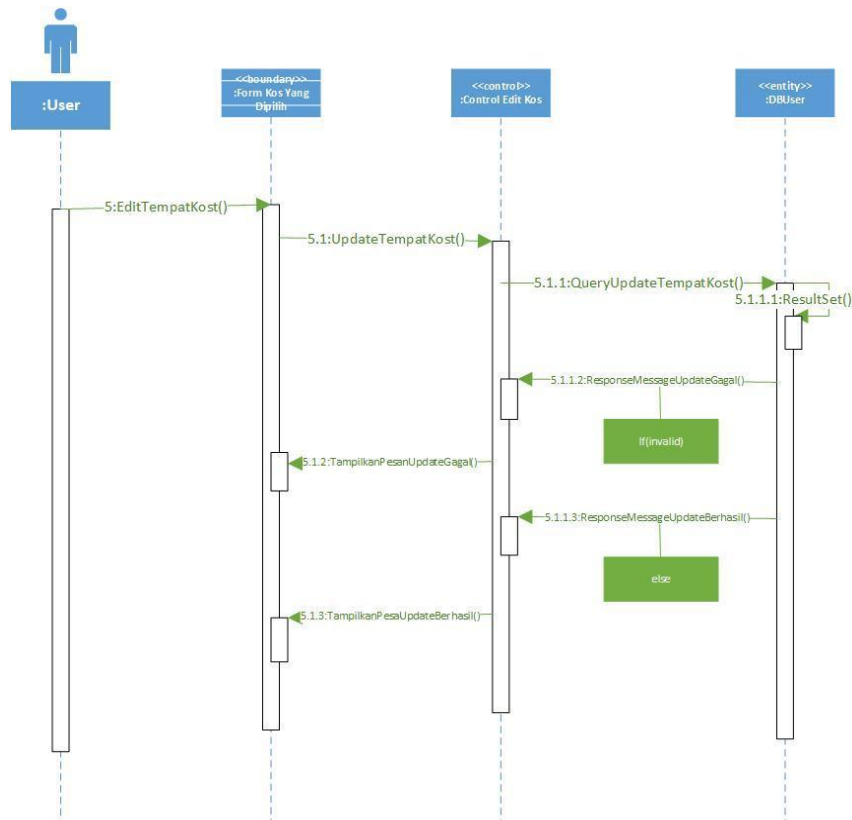 :User
<<boundary>>
:Form Kos Yang
Dipilih
<<control>>
:Control Edit Kos
<<entity>>
:DBUser
5:EditTempatKost()
5.1:UpdateTempatKost()
5.1.1:QueryUpdateTempatKost()
5.1.1.1:ResultSet()
5.1.1.2:ResponseMessageUpdateGagal()
If(invalid)
5.1.2:TampilkanPesanUpdateGagal()
5.1.1.3:ResponseMessageUpdateBerhasil()
else
5.1.3:TampilkanPesaUpdateBerhasil()